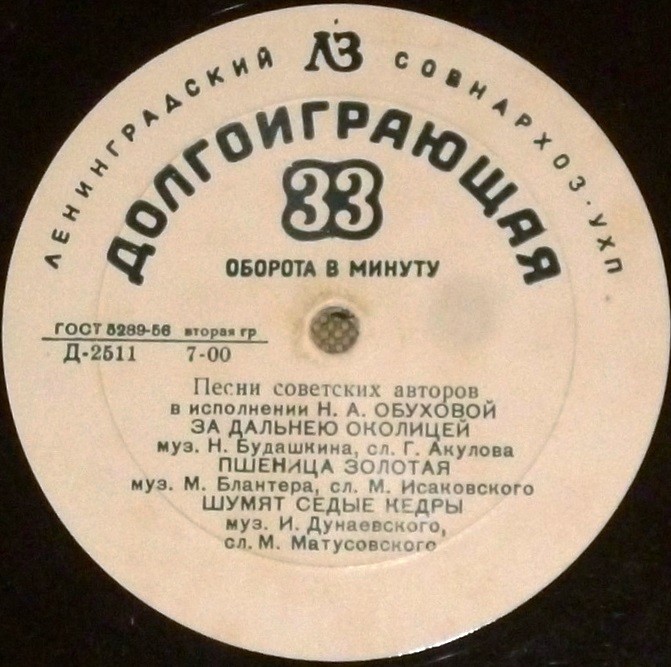 ЛЕНИНГРАДСКИЙ ЛЗ СОВНАРХОЗ·УХП
ДОЛГОИГРАЮЩАЯ
33
ОБОРОТА В МИНУТУ
ГОСТ 5289-56 вторая гр
Д-2511 7-00
Песни советских авторов
в исполнении Н. А. ОБУХОВОЙ
ЗА ДАЛЬНЕЮ ОКОЛИЦЕЙ
муз. Н. Будашкина, сл. Г. Акулова
ПШЕНИЦА ЗОЛОТАЯ
муз. М. Блантера, сл. М. Исаковского
ШУМЯТ СЕДЫЕ КЕДРЫ
муз. И. Дунаевского,
сл. М. Матусовского